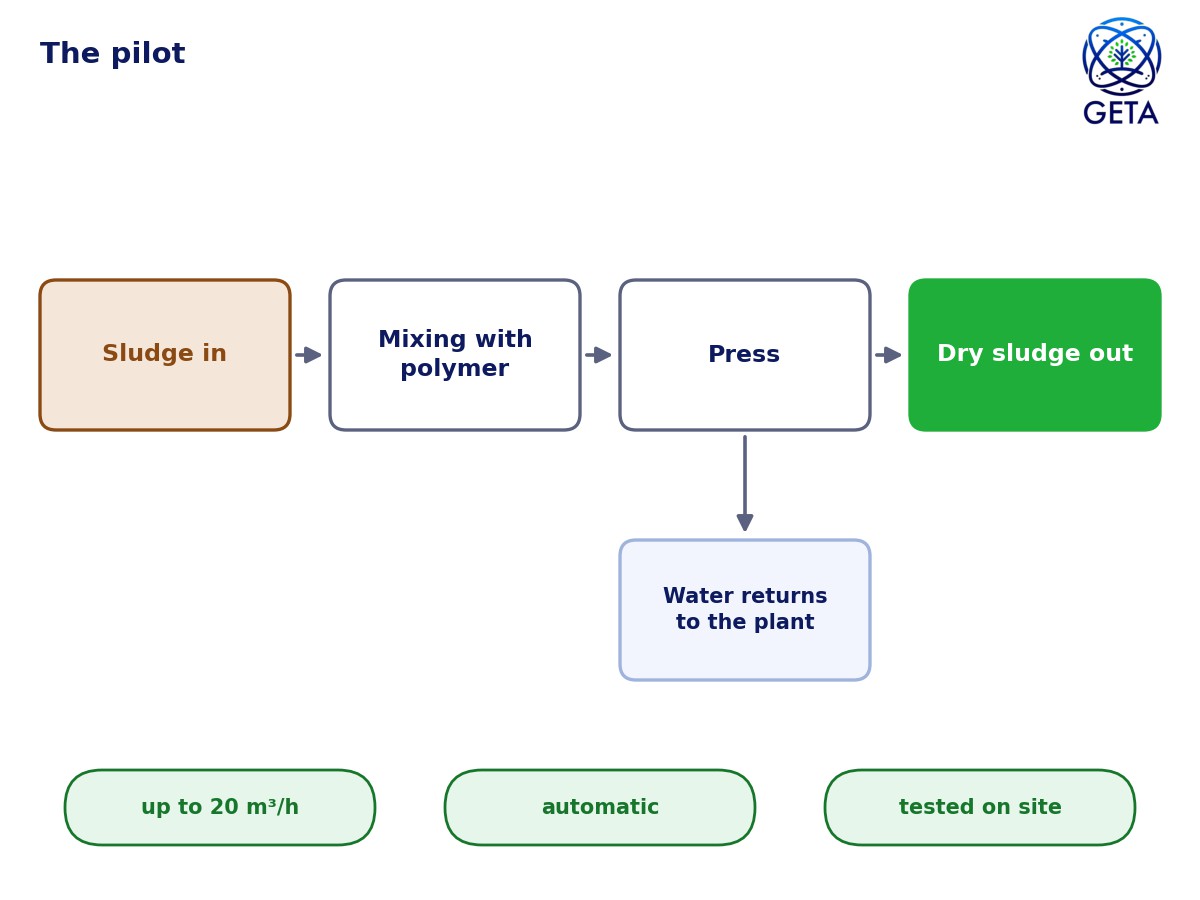 The pilot
GETA
Sludge in
Mixing with
polymer
Press
Dry sludge out
Water returns
to the plant
up to 20 m³/h
automatic
tested on site